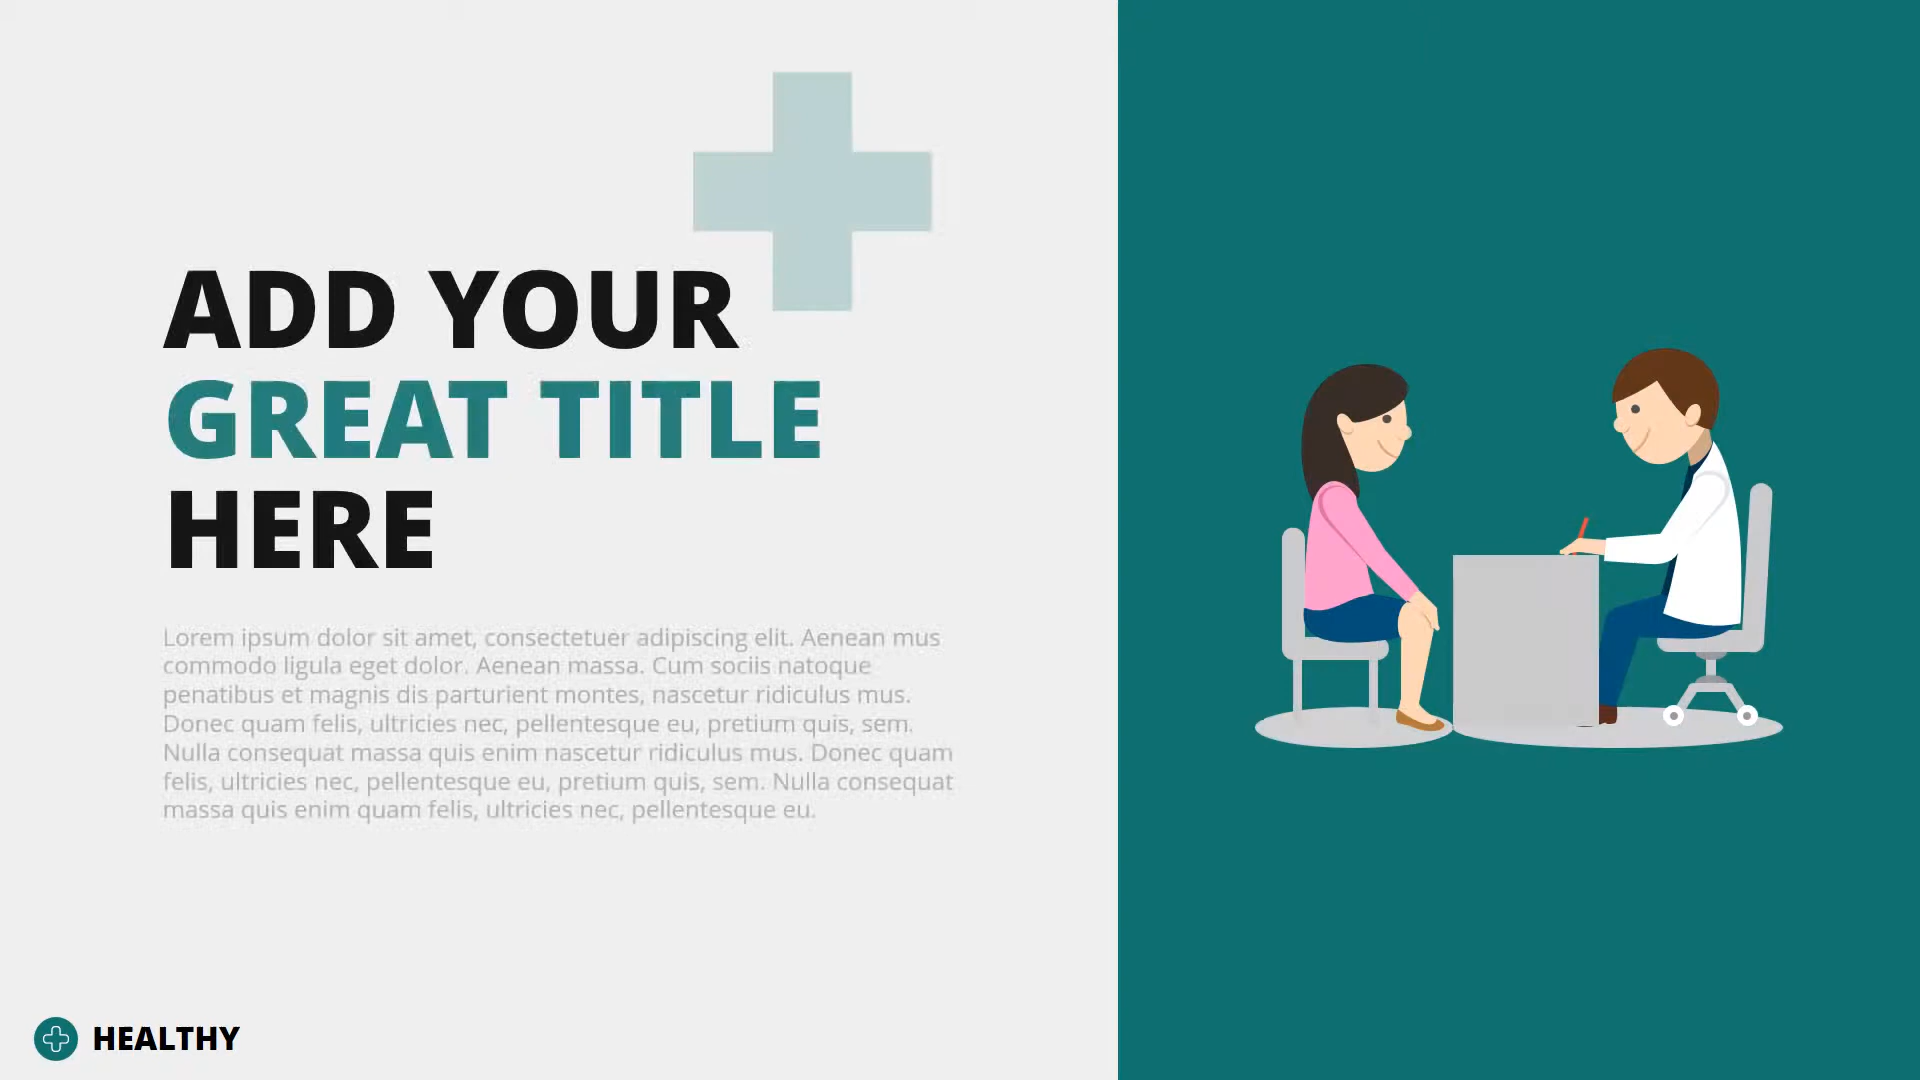 ADD YOUR
GREAT TITLE
HERE
Lorem ipsum dolor sit amet, consectetuer adipiscing elit. Aenean mus
commodo ligula eget dolor. Aenean massa. Cum sociis natoque
penatibus et magnis dis parturient montes, nascetur ridiculus mus.
Donec quam felis, ultricies nec, pellentesque eu, pretium quis, sem.
Nulla consequat massa quis enim nascetur ridiculus mus. Donec quam
felis, ultricies nec, pellentesque eu, pretium quis, sem. Nulla consequat
massa quis enim quam felis, ultricies nec, pellentesque eu.
HEALTHY